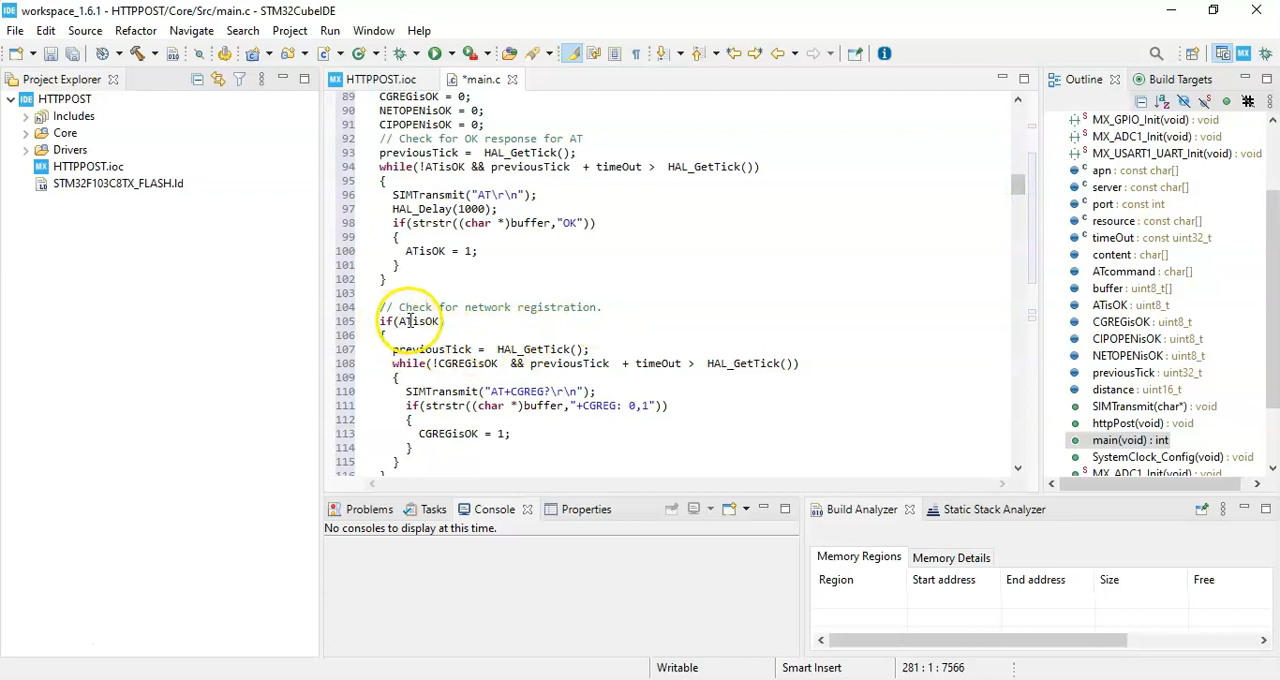 IDE workspace_1.6.1 - HTTPPOST/Core/Src/main.c - STM32CubeIDE
File Edit Source Refactor Navigate Search Project Run Window Help
Project Explorer
HTTPPOST
Includes
Core
Drivers
HTTPPOST.ioc
STM32F103C8TX_FLASH.ld
MX HTTPPOST.ioc *main.c
89 CGREGisOK = 0;
90 NETOPENisOK = 0;
91 CIPOPENisOK = 0;
92 // Check for OK response for AT
93 previousTick = HAL_GetTick();
94 while(!ATisOK && previousTick + timeOut > HAL_GetTick())
95 {
96 SIMTransmit("AT\r\n");
97 HAL_Delay(1000);
98 if(strstr((char *)buffer,"OK"))
99 {
100 ATisOK = 1;
101 }
102 }
103
104 // Check for network registration.
105 if(ATisOK)
106 {
107 previousTick = HAL_GetTick();
108 while(!CGREGisOK && previousTick + timeOut > HAL_GetTick())
109 {
110 SIMTransmit("AT+CGREG?\r\n");
111 if(strstr((char *)buffer,"+CGREG: 0,1"))
112 {
113 CGREGisOK = 1;
114 }
115 }
116 }
Outline Build Targets
MX_GPIO_Init(void) : void
MX_ADC1_Init(void) : void
MX_USART1_UART_Init(void) : void
apn : const char[]
server : const char[]
port : const int
resource : const char[]
timeOut : const uint32_t
content : char[]
ATcommand : char[]
buffer : uint8_t[]
ATisOK : uint8_t
CGREGisOK : uint8_t
CIPOPENisOK : uint8_t
NETOPENisOK : uint8_t
previousTick : uint32_t
distance : uint16_t
SIMTransmit(char*) : void
httpPost(void) : void
main(void) : int
SystemClock_Config(void) : void
MX_ADC1_Init(void) : void
Problems Tasks Console Properties
No consoles to display at this time.
Build Analyzer Static Stack Analyzer
Memory Regions Memory Details
Region Start address End address Size Free
Writable Smart Insert 281 : 1 : 7566